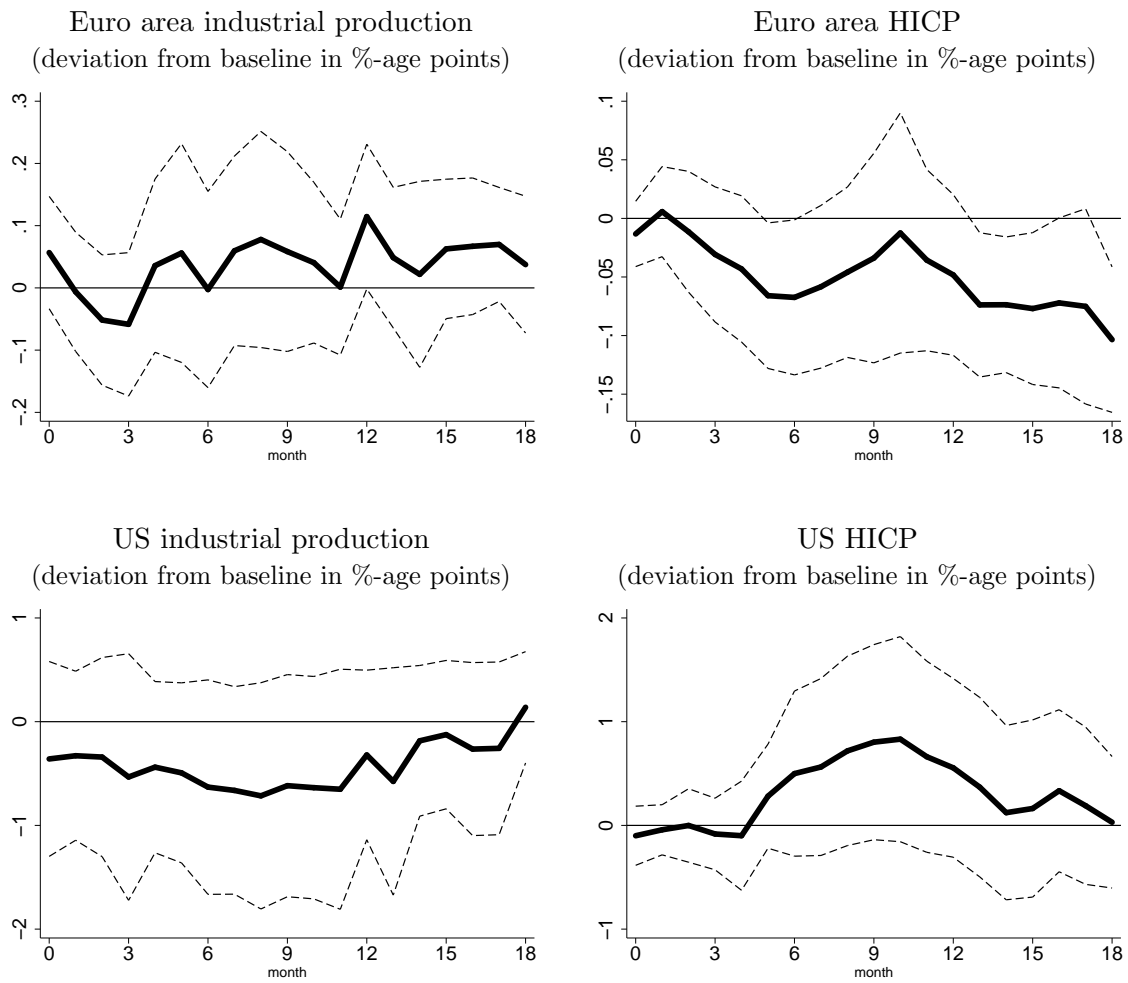 Euro area industrial production
(deviation from baseline in %-age points)
.3
.2
.1
0
−.1
−.2
0 3 6 9 12 15 18
month
Euro area HICP
(deviation from baseline in %-age points)
.1
.05
0
−.05
−.1
−.15
0 3 6 9 12 15 18
month
US industrial production
(deviation from baseline in %-age points)
1
0
−1
−2
0 3 6 9 12 15 18
month
US HICP
(deviation from baseline in %-age points)
2
1
0
−1
0 3 6 9 12 15 18
month